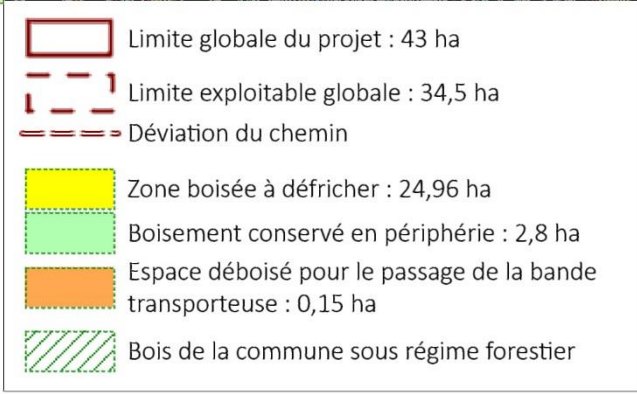 Limite globale du projet : 43 ha
Limite exploitable globale : 34,5 ha
Déviation du chemin
Zone boisée à défricher : 24,96 ha
Boisement conservé en périphérie : 2,8 ha
Espace déboisé pour le passage de la bande
transporteuse : 0,15 ha
Bois de la commune sous régime forestier